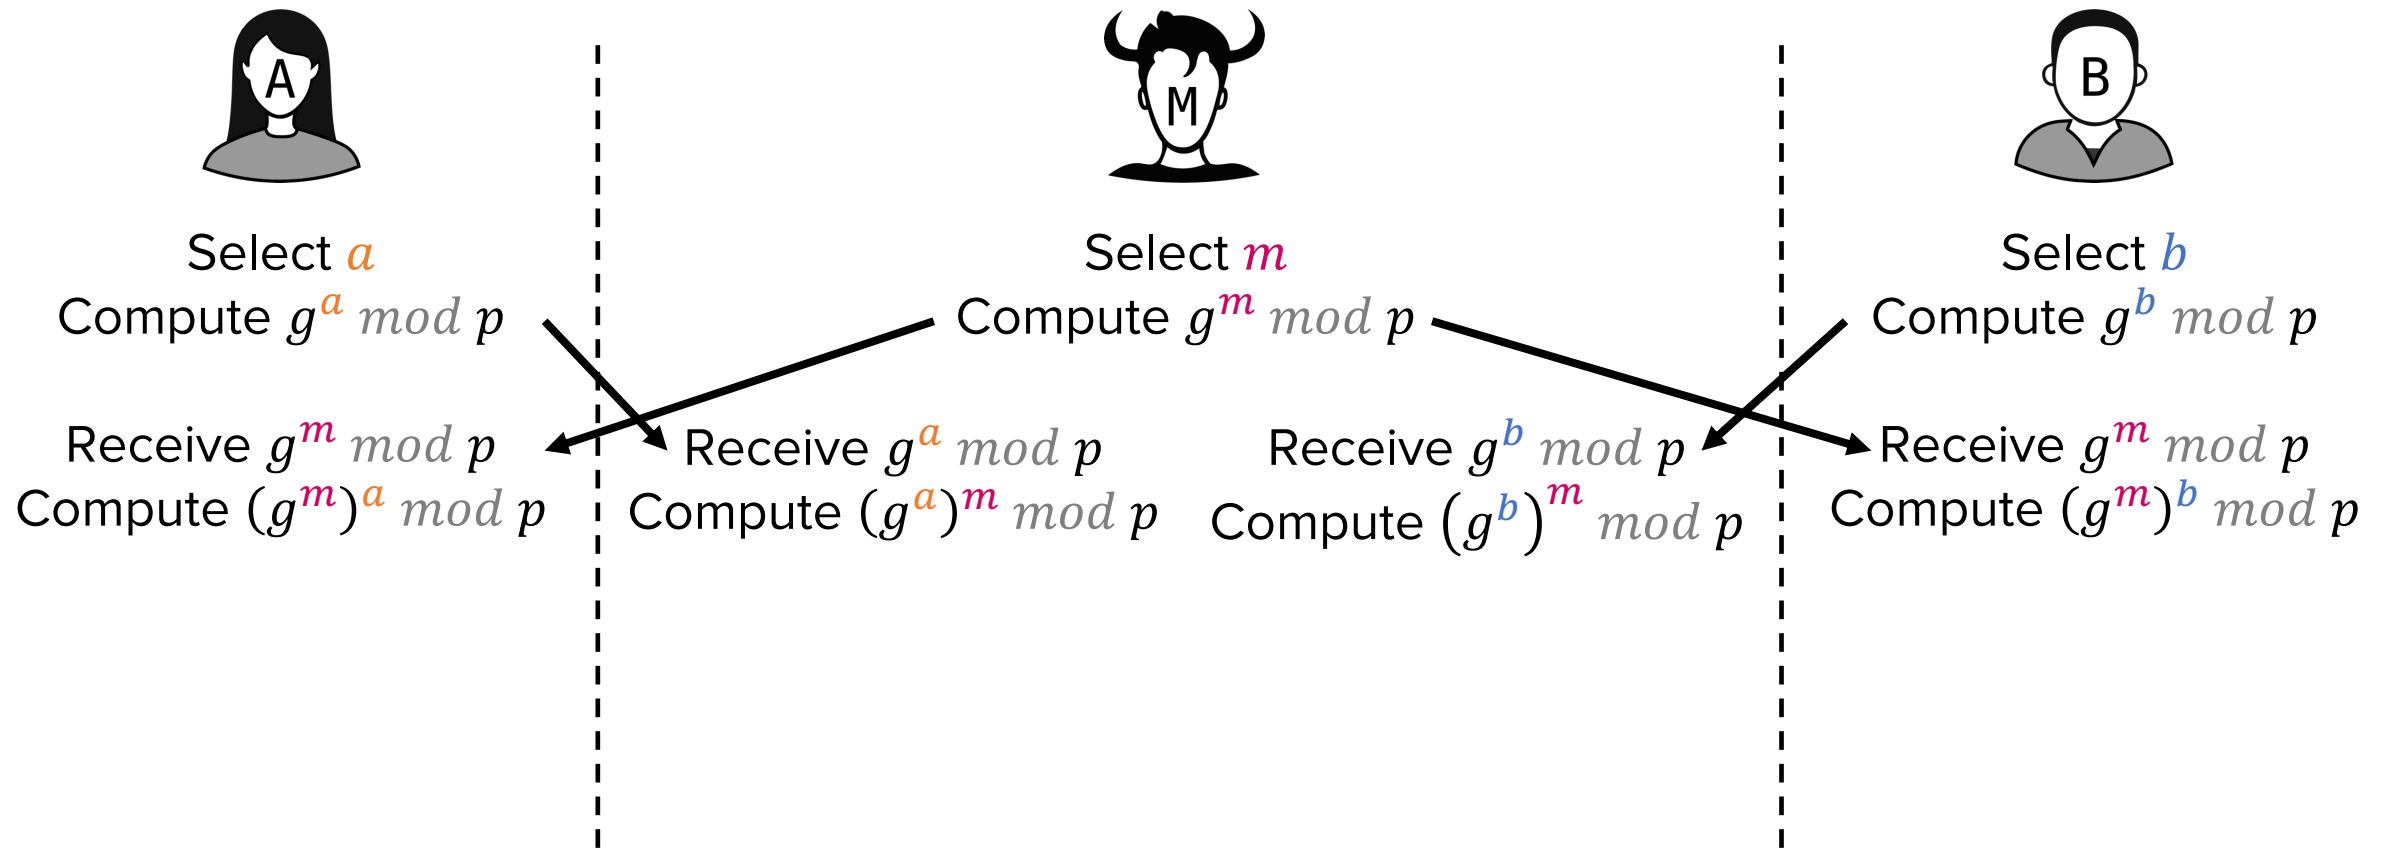 A
M
B
Select a
Compute g^a mod p
Select m
Compute g^m mod p
Select b
Compute g^b mod p
Receive g^m mod p
Compute (g^m)^a mod p
Receive g^a mod p
Compute (g^a)^m mod p
Receive g^b mod p
Compute (g^b)^m mod p
Receive g^m mod p
Compute (g^m)^b mod p